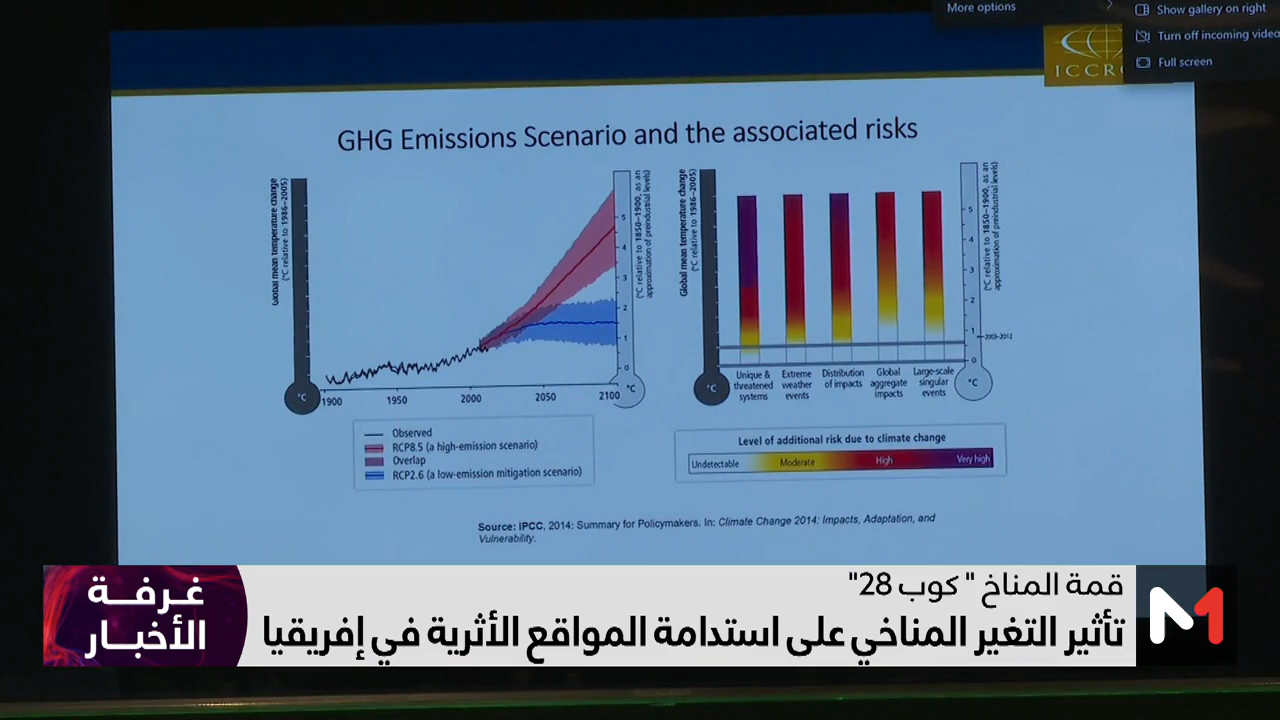 More options
Show gallery on right
Turn off incoming video
Full screen
ICCR
GHG Emissions Scenario and the associated risks
Global mean temperature change
(°C relative to 1986–2005)
(°C relative to 1850–1900, as an
approximation of preindustrial levels)
5
4
3
2
1
0
°C
°C
1900
1950
2000
2050
2100
Observed
RCP8.5 (a high-emission scenario)
Overlap
RCP2.6 (a low-emission mitigation scenario)
Global mean temperature change
(°C relative to 1986–2005)
(°C relative to 1850–1900, as an
approximation of preindustrial levels)
5
4
3
2
1
0
2003–2012
°C
°C
Unique &
threatened
systems
Extreme
weather
events
Distribution
of impacts
Global
aggregate
impacts
Large-scale
singular
events
Level of additional risk due to climate change
Undetectable Moderate High Very high
Source: IPCC, 2014: Summary for Policymakers. In: Climate Change 2014: Impacts, Adaptation, and
Vulnerability.
غرفة
الأخبار
قمة المناخ " كوب 28"
تأثير التغير المناخي على استدامة المواقع الأثرية في إفريقيا
M1